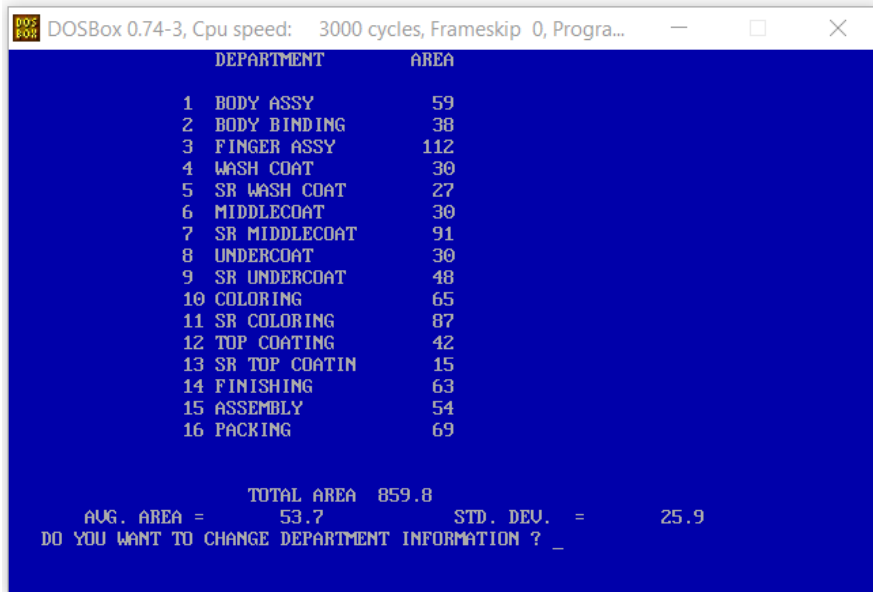 DOS BOX DOSBox 0.74-3, Cpu speed: 3000 cycles, Frameskip 0, Progra...
DEPARTMENT AREA
1 BODY ASSY 59
2 BODY BINDING 38
3 FINGER ASSY 112
4 WASH COAT 30
5 SR WASH COAT 27
6 MIDDLECOAT 30
7 SR MIDDLECOAT 91
8 UNDERCOAT 30
9 SR UNDERCOAT 48
10 COLORING 65
11 SR COLORING 87
12 TOP COATING 42
13 SR TOP COATIN 15
14 FINISHING 63
15 ASSEMBLY 54
16 PACKING 69
TOTAL AREA 859.8
AVG. AREA = 53.7 STD. DEV. = 25.9
DO YOU WANT TO CHANGE DEPARTMENT INFORMATION ? _